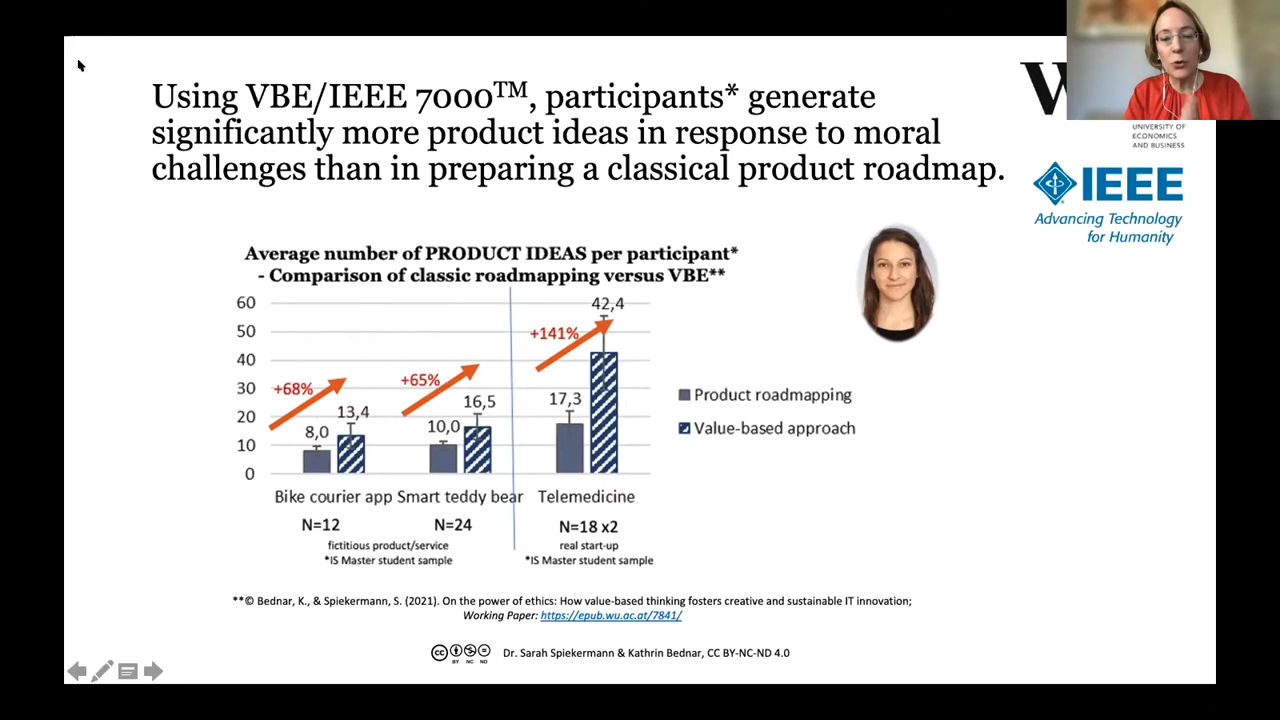 Using VBE/IEEE 7000TM, participants* generate
significantly more product ideas in response to moral
challenges than in preparing a classical product roadmap.
W
UNIVERSITY OF
ECONOMICS
AND BUSINESS
IEEE
Advancing Technology
for Humanity
Average number of PRODUCT IDEAS per participant*
- Comparison of classic roadmapping versus VBE**
60
50
40
30
20
10
0
+68%
8,0
13,4
+65%
10,0
16,5
+141%
17,3
42,4
Product roadmapping
Value-based approach
Bike courier app Smart teddy bear Telemedicine
N=12 N=24 N=18 x2
fictitious product/service real start-up
*IS Master student sample *IS Master student sample
**© Bednar, K., & Spiekermann, S. (2021). On the power of ethics: How value-based thinking fosters creative and sustainable IT innovation;
Working Paper: https://epub.wu.ac.at/7841/
cc BY NC ND Dr. Sarah Spiekermann & Kathrin Bednar, CC BY-NC-ND 4.0